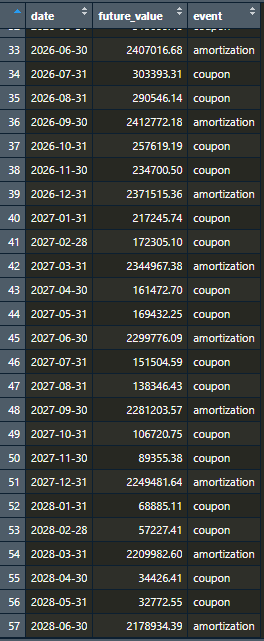 date future_value event
33 2026-06-30 2407016.68 amortization
34 2026-07-31 303393.31 coupon
35 2026-08-31 290546.14 coupon
36 2026-09-30 2412772.18 amortization
37 2026-10-31 257619.19 coupon
38 2026-11-30 234700.50 coupon
39 2026-12-31 2371515.36 amortization
40 2027-01-31 217245.74 coupon
41 2027-02-28 172305.10 coupon
42 2027-03-31 2344967.38 amortization
43 2027-04-30 161472.70 coupon
44 2027-05-31 169432.25 coupon
45 2027-06-30 2299776.09 amortization
46 2027-07-31 151504.59 coupon
47 2027-08-31 138346.43 coupon
48 2027-09-30 2281203.57 amortization
49 2027-10-31 106720.75 coupon
50 2027-11-30 89355.38 coupon
51 2027-12-31 2249481.64 amortization
52 2028-01-31 68885.11 coupon
53 2028-02-28 57227.41 coupon
54 2028-03-31 2209982.60 amortization
55 2028-04-30 34426.41 coupon
56 2028-05-31 32772.55 coupon
57 2028-06-30 2178934.39 amortization